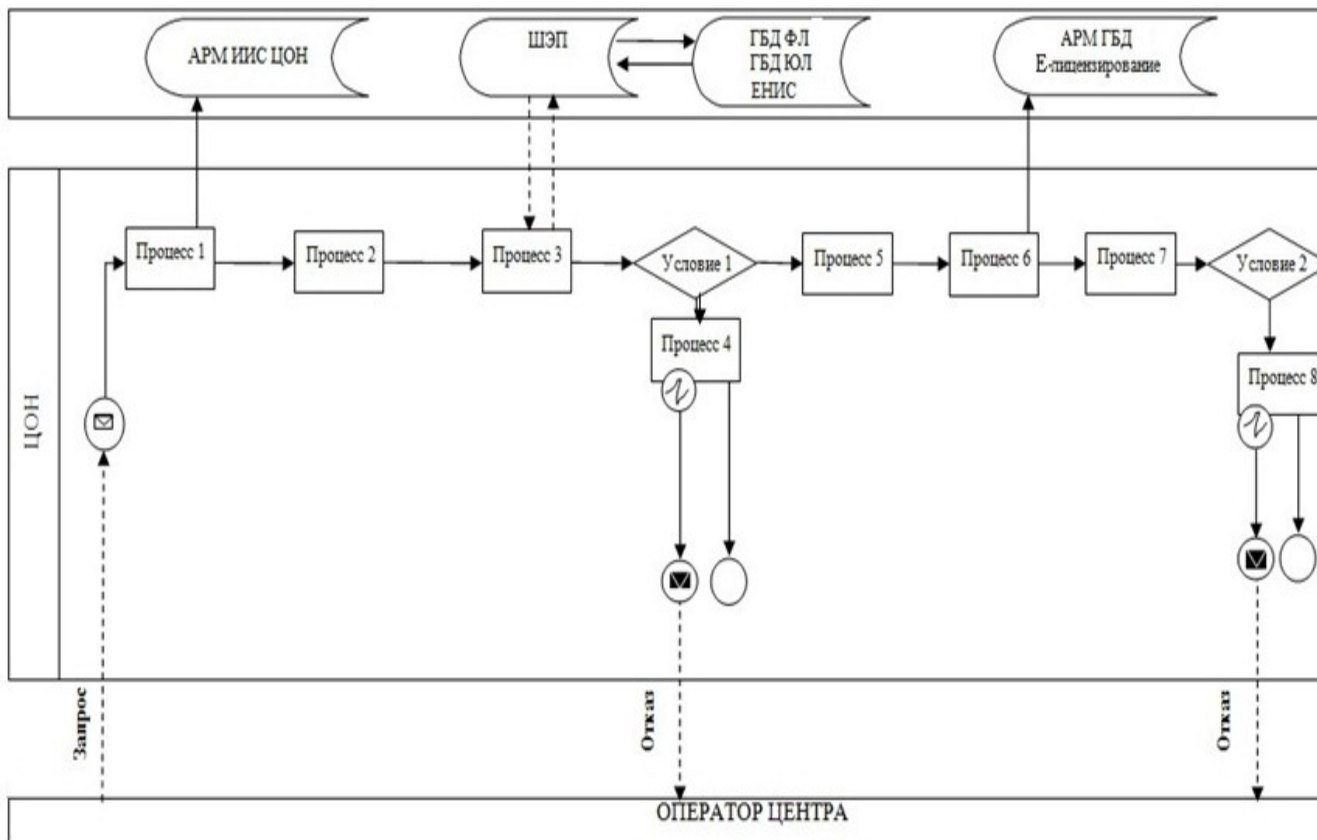 АРМ ИИС ЦОН
ШЭП
ГБД ФЛ
ГБД ЮЛ
ЕНИС
АРМ ГБД
Е-лицензирование
ЦОН
Процесс 1
Процесс 2
Процесс 3
Условие 1
Процесс 4
Процесс 5
Процесс 6
Процесс 7
Условие 2
Процесс 8
Запрос
Отказ
Отказ
ОПЕРАТОР ЦЕНТРА